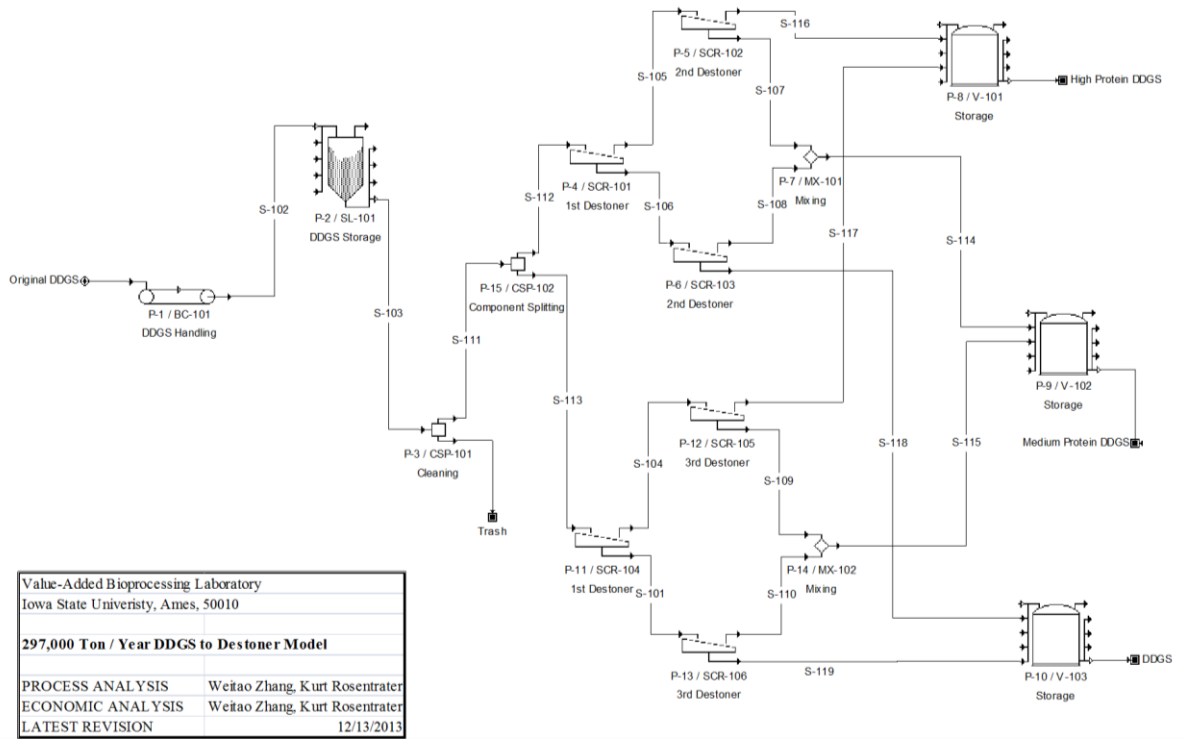 S-116
P-5 / SCR-102
2nd Destoner
S-105
S-107
P-8 / V-101
Storage
High Protein DDGS
S-102
P-2 / SL-101
DDGS Storage
S-112
P-4 / SCR-101
1st Destoner
S-106
P-7 / MX-101
Mixing
S-108
S-117
S-114
Original DDGS
P-1 / BC-101
DDGS Handling
S-103
S-111
P-15 / CSP-102
Component Splitting
P-6 / SCR-103
2nd Destoner
S-113
P-9 / V-102
Storage
P-3 / CSP-101
Cleaning
Trash
S-104
P-12 / SCR-105
3rd Destoner
S-109
S-118
S-115
Medium Protein DDGS
P-11 / SCR-104
1st Destoner
S-101
S-110
P-14 / MX-102
Mixing
P-13 / SCR-106
3rd Destoner
S-119
P-10 / V-103
Storage
DDGS
Value-Added Bioprocessing Laboratory
Iowa State Univeristy, Ames, 50010
297,000 Ton / Year DDGS to Destoner Model
PROCESS ANALYSIS Weitao Zhang, Kurt Rosentrater
ECONOMIC ANALYSIS Weitao Zhang, Kurt Rosentrater
LATEST REVISION 12/13/2013